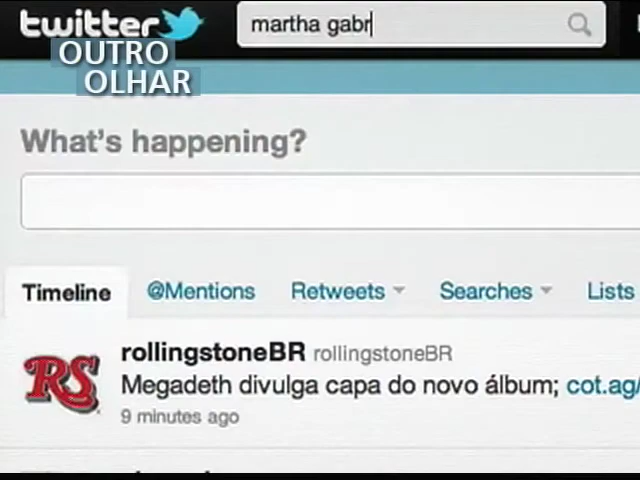 twitter
martha gabr
OUTRO
OLHAR
What's happening?
Timeline @Mentions Retweets Searches Lists
RS
rollingstoneBR rollingstoneBR
Megadeth divulga capa do novo álbum; cot.ag/
9 minutes ago